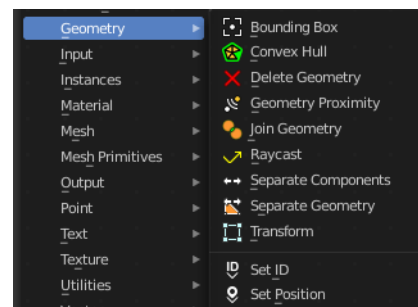 Geometry
Input
Instances
Material
Mesh
Mesh Primitives
Output
Point
Text
Texture
Utilities
Bounding Box
Convex Hull
Delete Geometry
Geometry Proximity
Join Geometry
Raycast
Separate Components
Separate Geometry
Transform
ID Set ID
Set Position